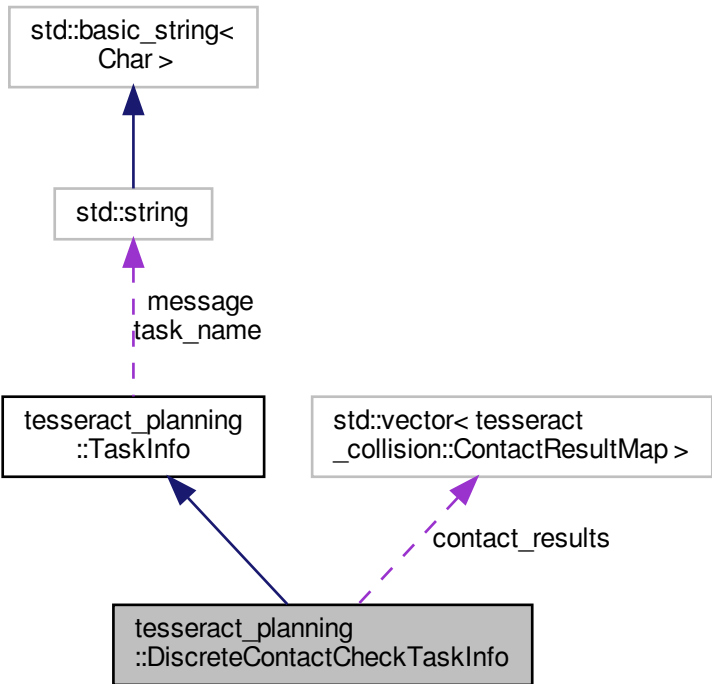 std::basic_string<
Char >
std::string
message
task_name
tesseract_planning
::TaskInfo
std::vector< tesseract
_collision::ContactResultMap >
contact_results
tesseract_planning
::DiscreteContactCheckTaskInfo